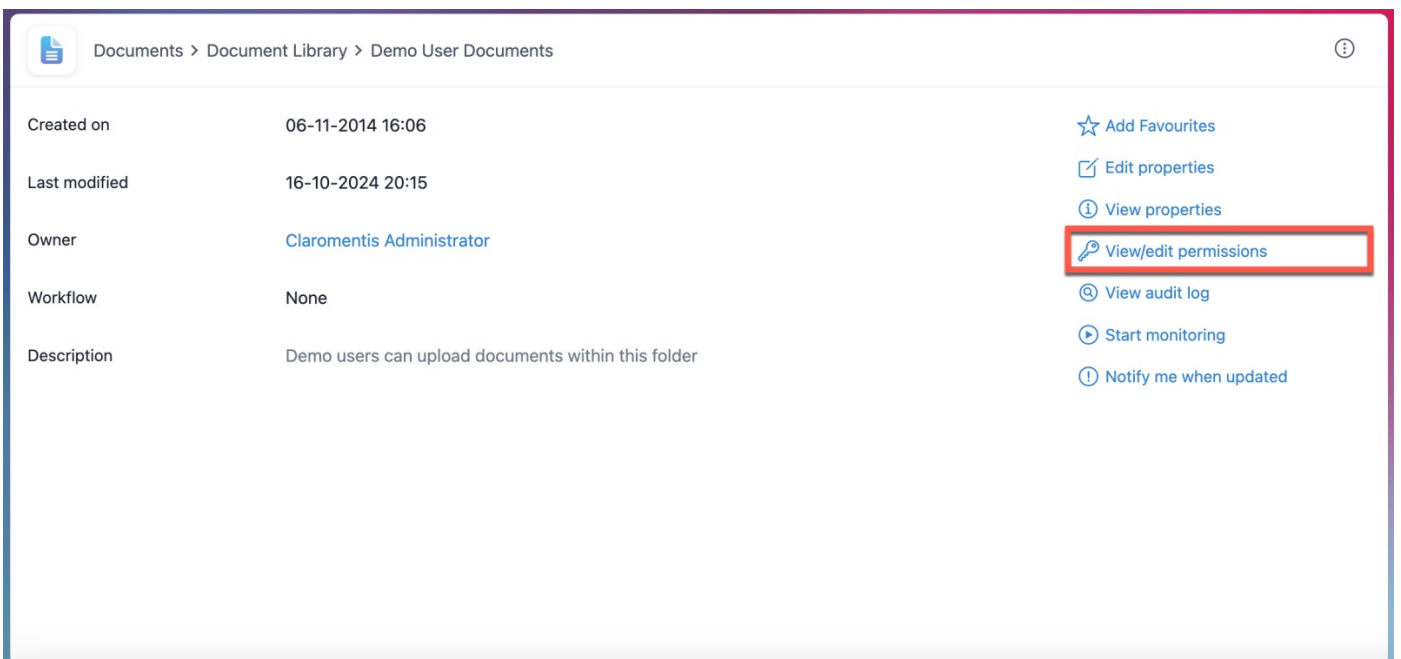 Documents > Document Library > Demo User Documents
Created on 06-11-2014 16:06
Last modified 16-10-2024 20:15
Owner Claromentis Administrator
Workflow None
Description Demo users can upload documents within this folder
Add Favourites
Edit properties
View properties
View/edit permissions
View audit log
Start monitoring
Notify me when updated